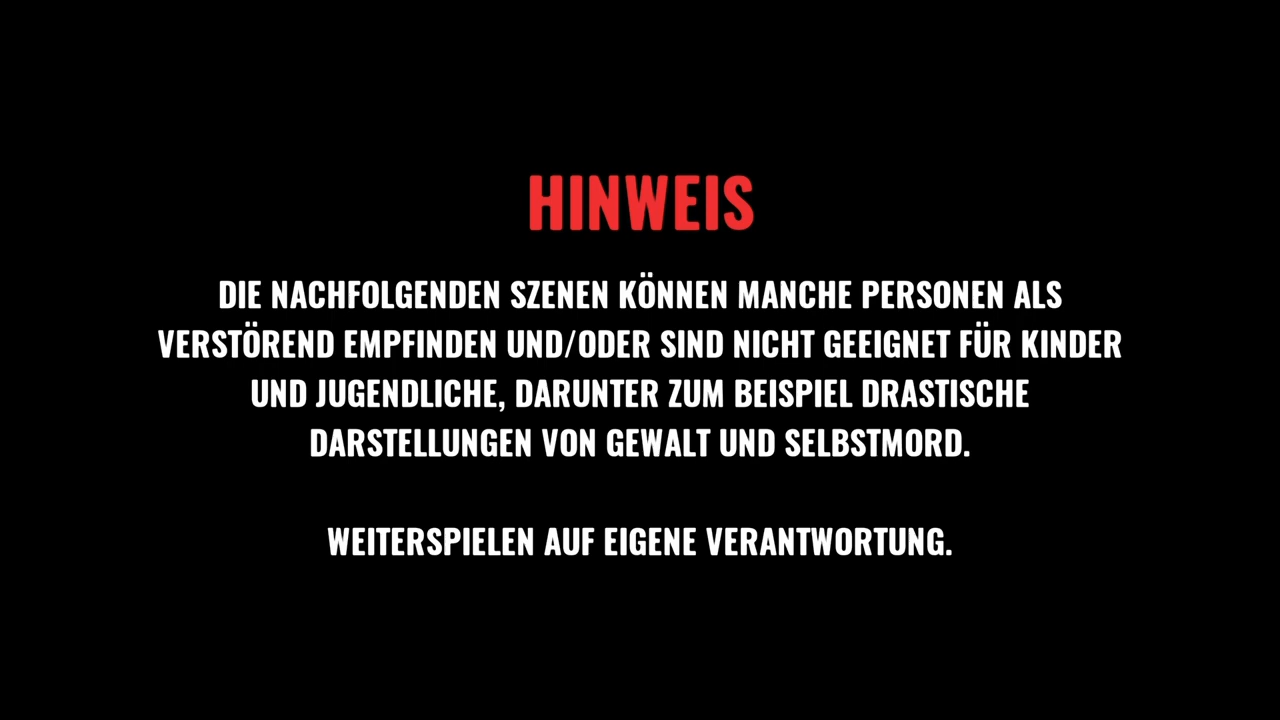 HINWEIS
DIE NACHFOLGENDEN SZENEN KÖNNEN MANCHE PERSONEN ALS
VERSTÖREND EMPFINDEN UND/ODER SIND NICHT GEEIGNET FÜR KINDER
UND JUGENDLICHE, DARUNTER ZUM BEISPIEL DRASTISCHE
DARSTELLUNGEN VON GEWALT UND SELBSTMORD.
WEITERSPIELEN AUF EIGENE VERANTWORTUNG.